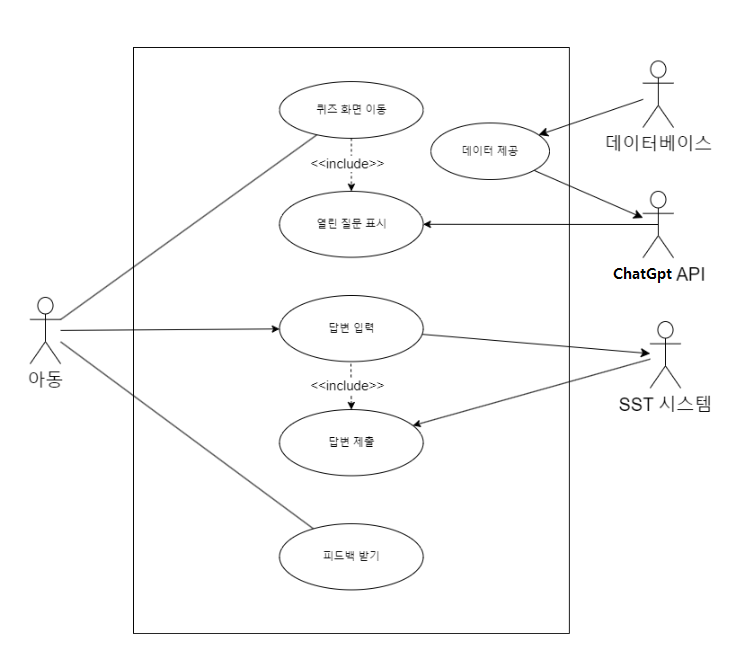 퀴즈 화면 이동
데이터 제공
데이터베이스
<<include>>
열린 질문 표시
ChatGpt API
답변 입력
아동
<<include>>
SST 시스템
답변 제출
피드백 받기